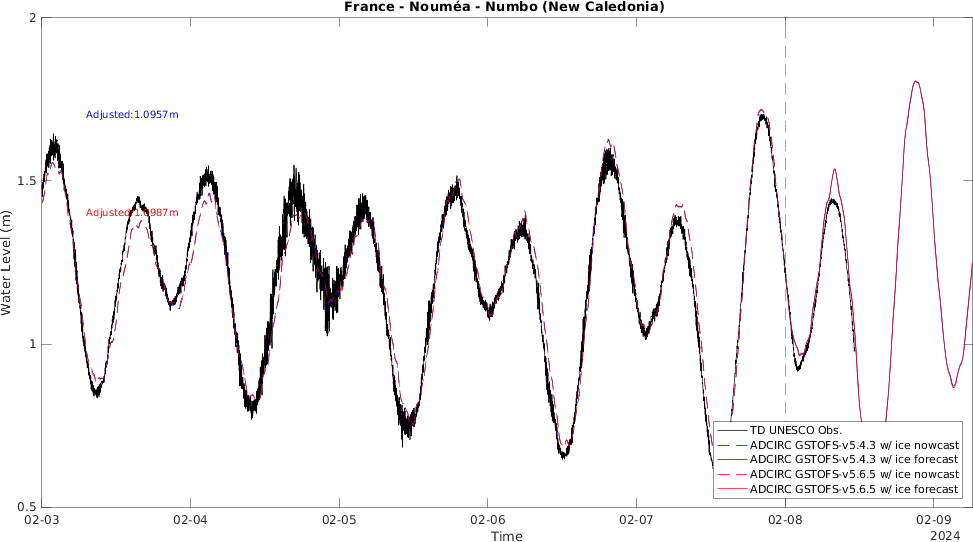 France - Nouméa - Numbo (New Caledonia)
2
Adjusted:1.0957m
1.5
Adjusted:1.0987m
Water Level (m)
1
TD UNESCO Obs.
ADCIRC GSTOFS-v5.4.3 w/ ice nowcast
ADCIRC GSTOFS-v5.4.3 w/ ice forecast
ADCIRC GSTOFS-v5.6.5 w/ ice nowcast
ADCIRC GSTOFS-v5.6.5 w/ ice forecast
0.5
02-03 02-04 02-05 02-06 02-07 02-08 02-09
Time
2024